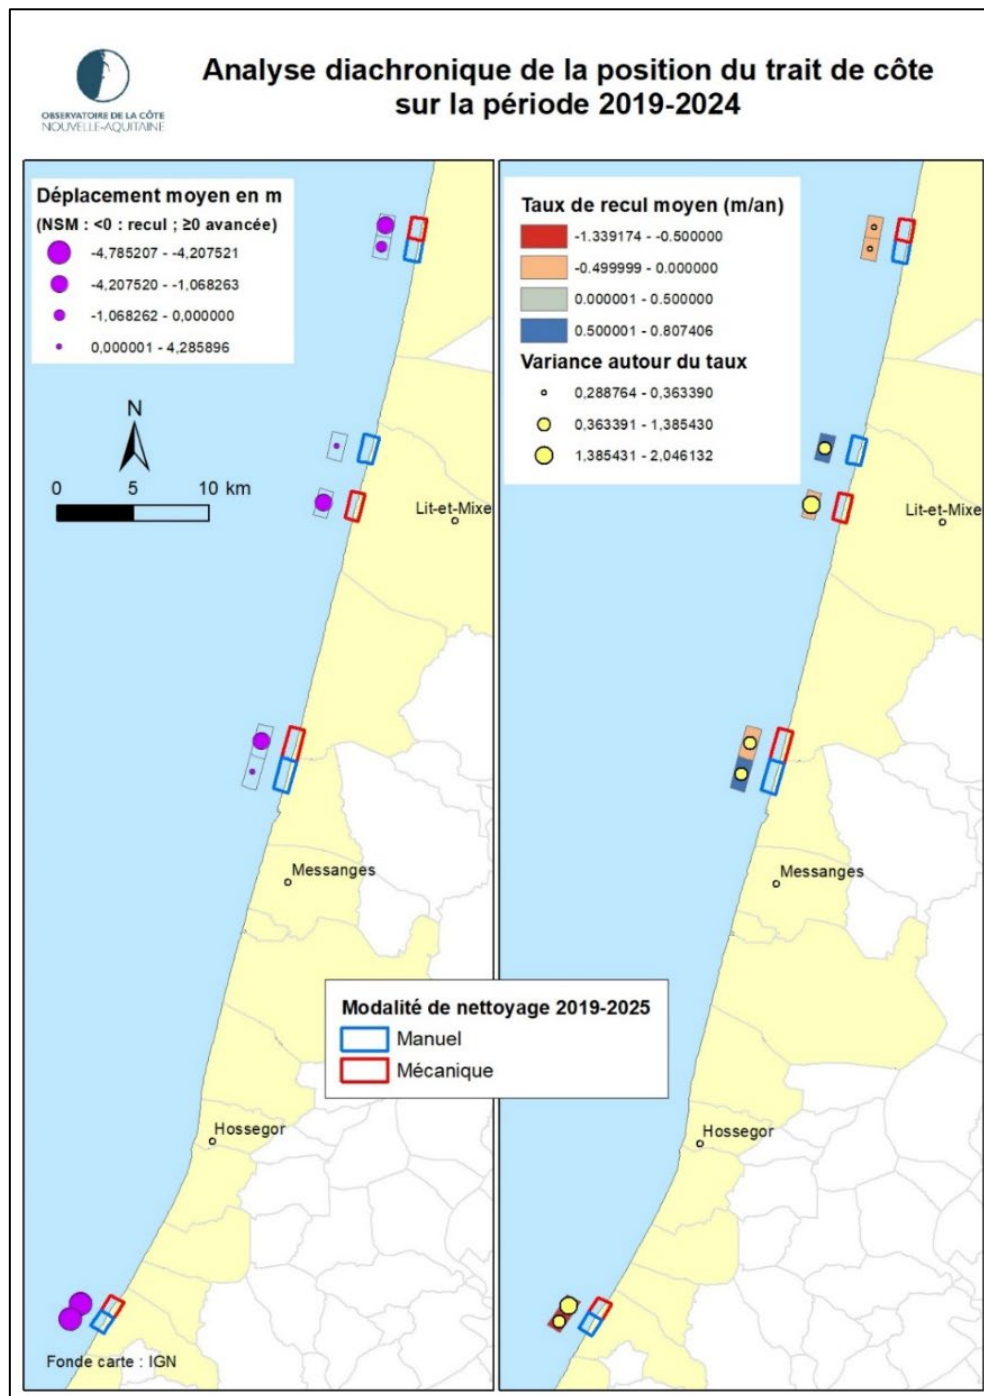 OBSERVATOIRE DE LA CÔTE
NOUVELLE-AQUITAINE
Analyse diachronique de la position du trait de côte
sur la période 2019-2024
Déplacement moyen en m
(NSM : <0 : recul ; ≥0 avancée)
-4,785207 - -4,207521
-4,207520 - -1,068263
-1,068262 - 0,000000
0,000001 - 4,285896
N
0 5 10 km
Lit-et-Mixe
Messanges
Hossegor
Fonde carte : IGN
Taux de recul moyen (m/an)
-1.339174 - -0.500000
-0.499999 - 0.000000
0.000001 - 0.500000
0.500001 - 0.807406
Variance autour du taux
0,288764 - 0,363390
0,363391 - 1,385430
1,385431 - 2,046132
Lit-et-Mixe
Messanges
Hossegor
Modalité de nettoyage 2019-2025
Manuel
Mécanique